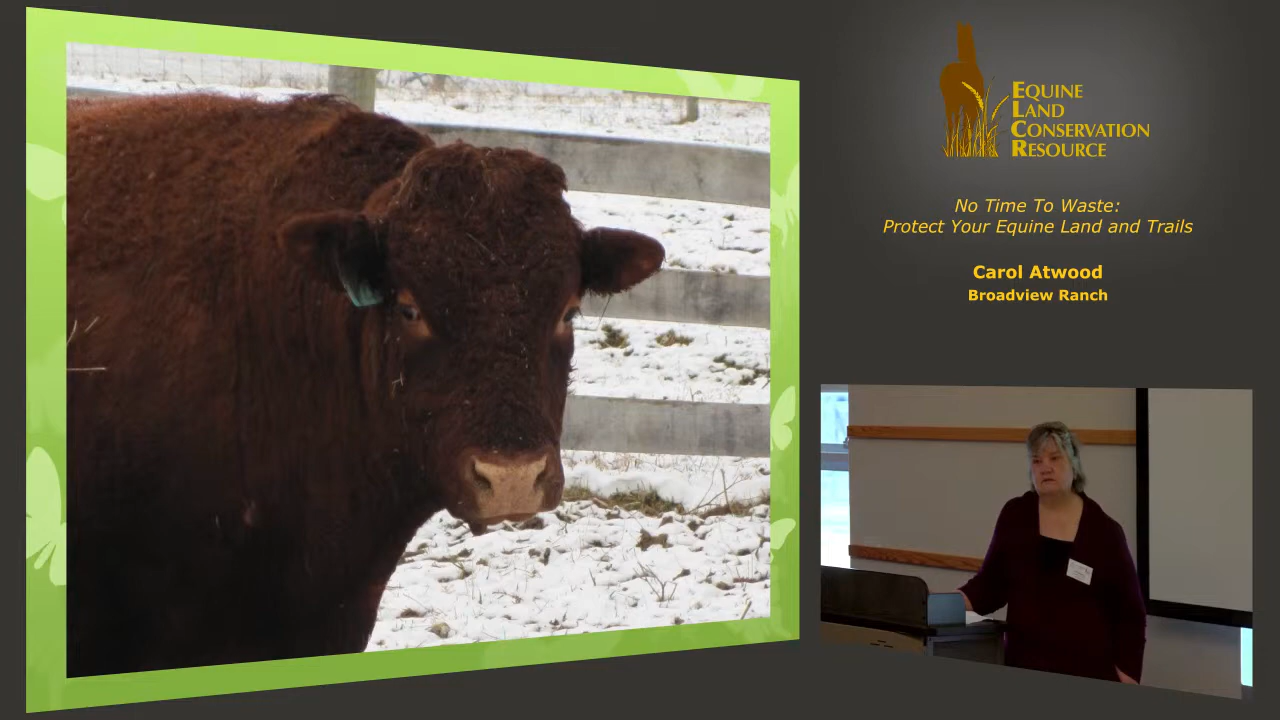 EQUINE
LAND
CONSERVATION
RESOURCE
No Time To Waste:
Protect Your Equine Land and Trails
Carol Atwood
Broadview Ranch